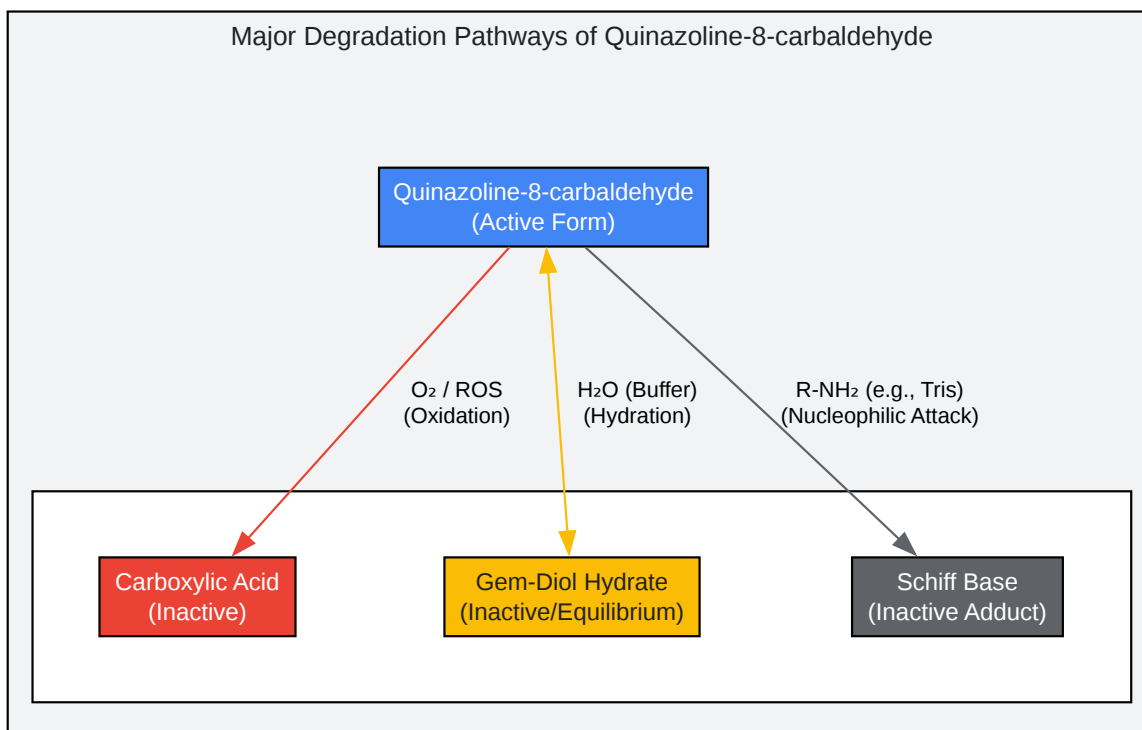 Major Degradation Pathways of Quinazoline-8-carbaldehyde
Quinazoline-8-carbaldehyde
(Active Form)
O₂ / ROS
(Oxidation)
H₂O (Buffer)
(Hydration)
R-NH₂ (e.g., Tris)
(Nucleophilic Attack)
Carboxylic Acid
(Inactive)
Gem-Diol Hydrate
(Inactive/Equilibrium)
Schiff Base
(Inactive Adduct)